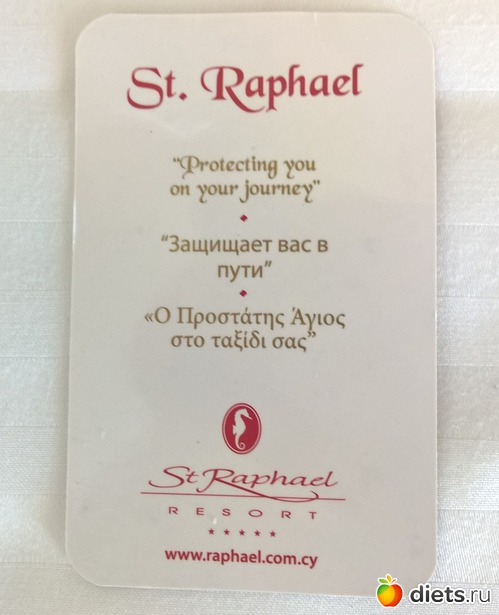 St. Raphael
“Protecting you
on your journey”
“Защищает вас в
пути”
«Ο Προστάτης Άγιος
στο ταξίδι σας”
St Raphael
RESORT
★★★★★
www.raphael.com.cy
diets.ru